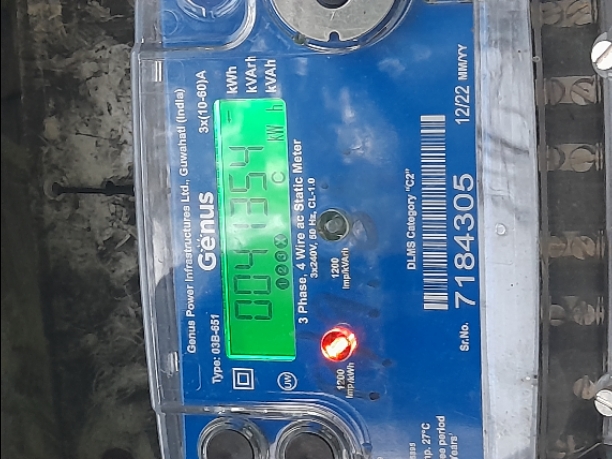 Genus Power Infrastructures Ltd., Guwahati (India)
Genus
Type: 03B-651
3x(10-60)A
kWh
kVArh
kVAh
0041354
C
KW h
3 Phase, 4 Wire ac Static Meter
3x240V, 50 Hz, CL-1.0
1200
Imp/kWh
1200
Imp/kVArh
DLMS Category "C2"
7184305
Sr.No.
12/22 MM/YY
UW
27°C
period